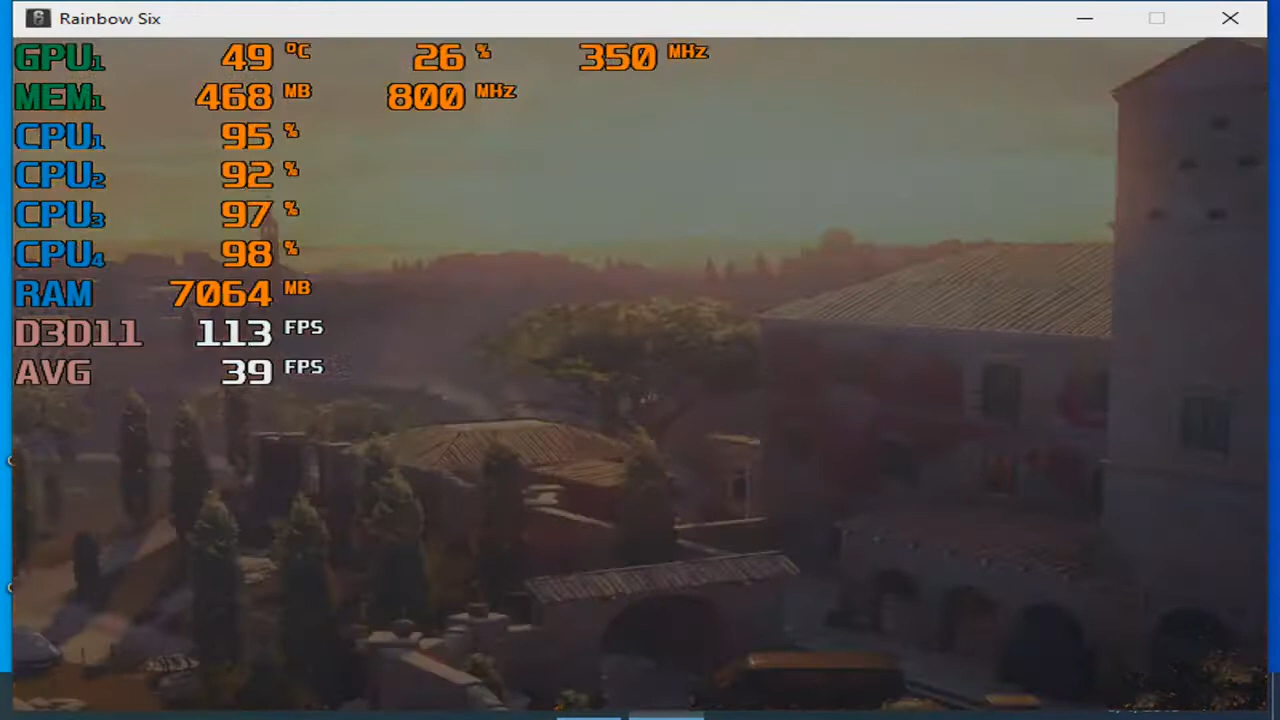 Rainbow Six
GPU1 49 °C 26 % 350 MHz
MEM1 468 MB 800 MHz
CPU1 95 %
CPU2 92 %
CPU3 97 %
CPU4 98 %
RAM 7064 MB
D3D11 113 FPS
AVG 39 FPS